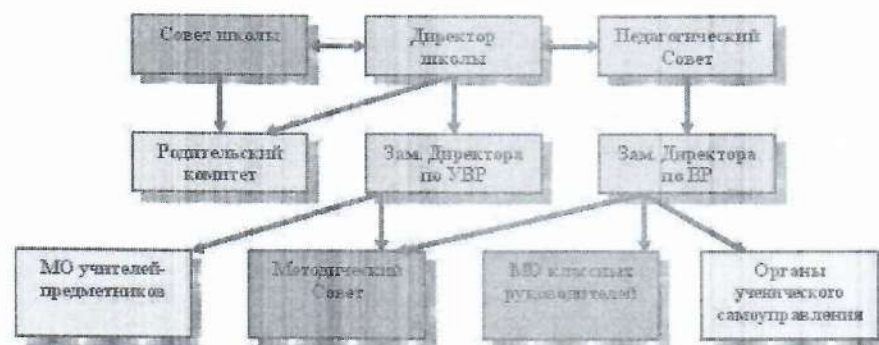 Совет школы
Директор
школы
Педагогический
Совет
Родительский
комитет
Зам. Директора
по УВР
Зам. Директора
по ВР
МО учителей-
предметников
Методический
Совет
МО классных
руководителей
Органы
ученического
самоуправления